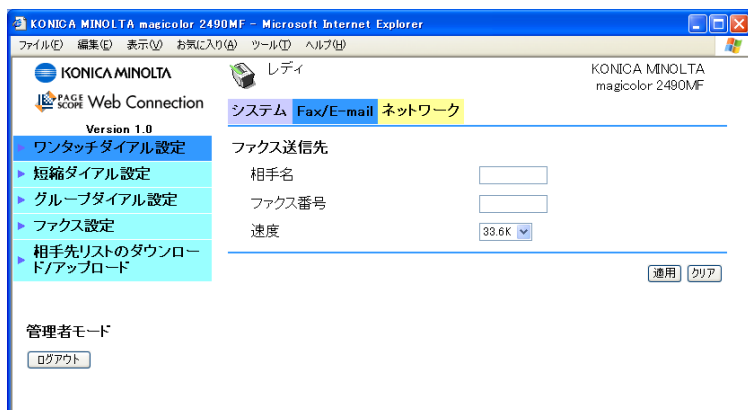 KONICA MINOLTA magicolor 2490MF - Microsoft Internet Explorer
ファイル(F) 編集(E) 表示(V) お気に入り(A) ツール(T) ヘルプ(H)
KONICA MINOLTA
レディ
KONICA MINOLTA
magicolor 2490MF
PAGE SCOPE Web Connection
Version 1.0
システム Fax/E-mail ネットワーク
ワンタッチダイアル設定
短縮ダイアル設定
グループダイアル設定
ファクス設定
相手先リストのダウンロー
ド/アップロード
ファクス送信先
相手名
ファクス番号
速度 33.6K
適用 クリア
管理者モード
ログアウト